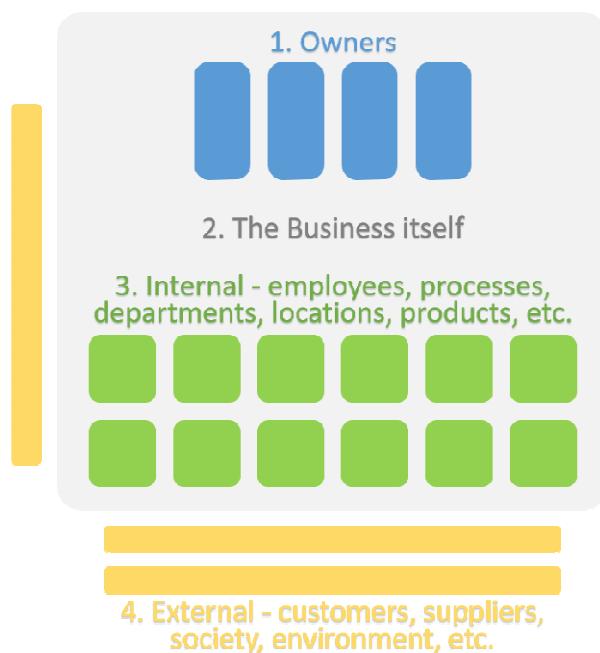 1. Owners
2. The Business itself
3. Internal - employees, processes,
departments, locations, products, etc.
4. External - customers, suppliers,
society, environment, etc.